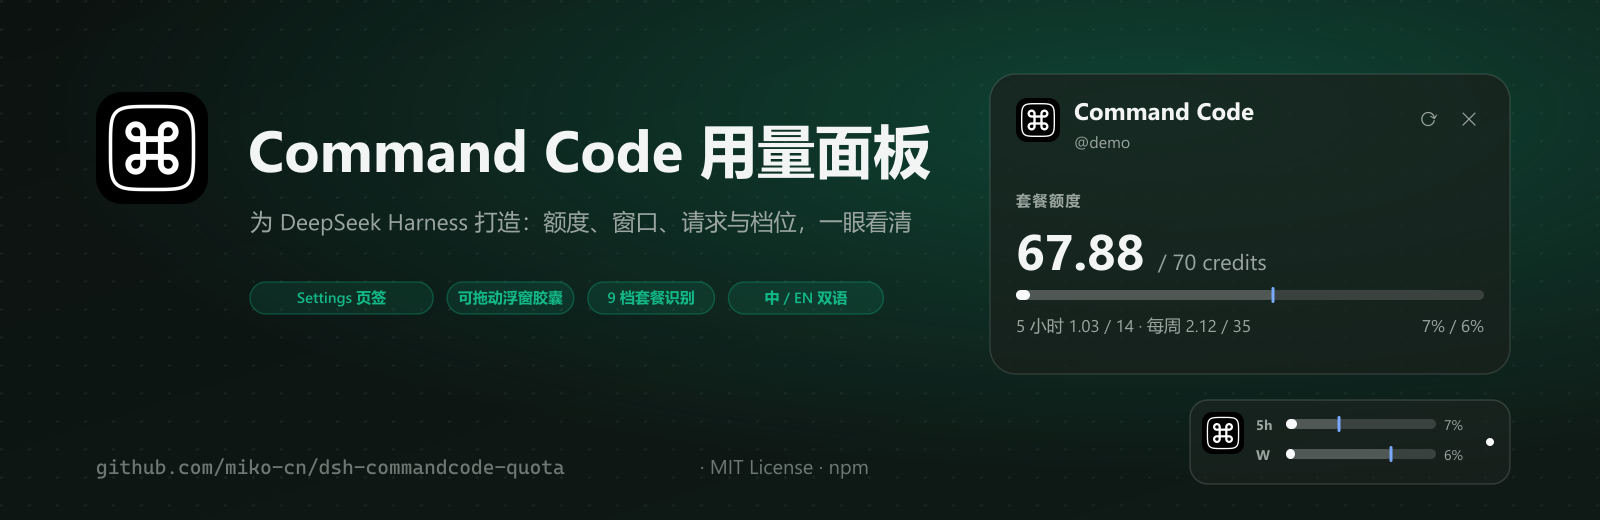 Command Code 用量面板
为 DeepSeek Harness 打造：额度、窗口、请求与档位，一眼看清
Settings 页签
可拖动浮窗胶囊
9 档套餐识别
中 / EN 双语
github.com/miko-cn/dsh-commandcode-quota
· MIT License · npm
Command Code
@demo
套餐额度
67.88 / 70 credits
5 小时 1.03 / 14 · 每周 2.12 / 35
7% / 6%
5h 7%
W 6%